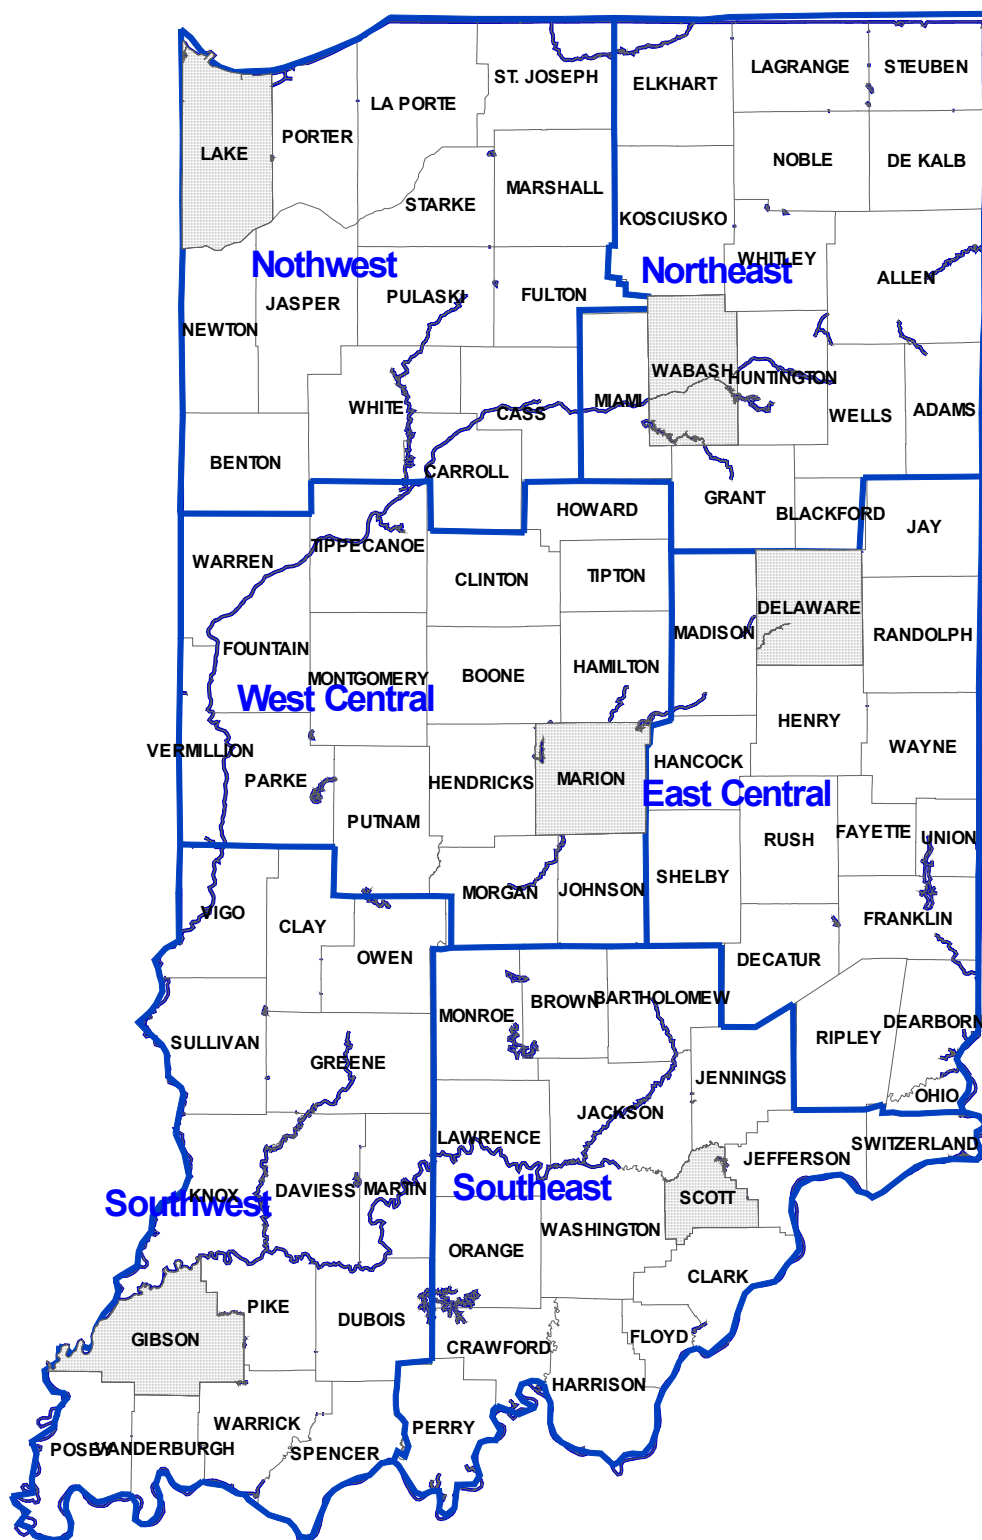 ST. JOSEPH
LAGRANGE
STEUBEN
ELKHART
LA PORTE
PORTER
LAKE
NOBLE
DE KALB
MARSHALL
STARKE
KOSCIUSKO
WHITLEY
Nothwest
Northeast
ALLEN
JASPER
PULASKI
FULTON
NEWTON
WABASH
HUNTINGTON
MIAMI
WHITE
CASS
WELLS
ADAMS
BENTON
CARROLL
GRANT
HOWARD
BLACKFORD
JAY
TIPPECANOE
WARREN
CLINTON
TIPTON
DELAWARE
MADISON
RANDOLPH
FOUNTAIN
MONTGOMERY
BOONE
HAMILTON
West Central
HENRY
WAYNE
VERMILLION
PARKE
HENDRICKS
MARION
HANCOCK
East Central
PUTNAM
RUSH
FAYETTE
UNION
SHELBY
MORGAN
JOHNSON
VIGO
CLAY
FRANKLIN
OWEN
DECATUR
MONROE
BROWN
BARTHOLOMEW
SULLIVAN
RIPLEY
DEARBORN
GREENE
JENNINGS
OHIO
JACKSON
LAWRENCE
JEFFERSON
SWITZERLAND
KNOX
DAVIESS
MARTIN
Southwest
Southeast
SCOTT
WASHINGTON
ORANGE
CLARK
PIKE
DUBOIS
GIBSON
CRAWFORD
FLOYD
HARRISON
WARRICK
PERRY
POSEY
VANDERBURGH
SPENCER